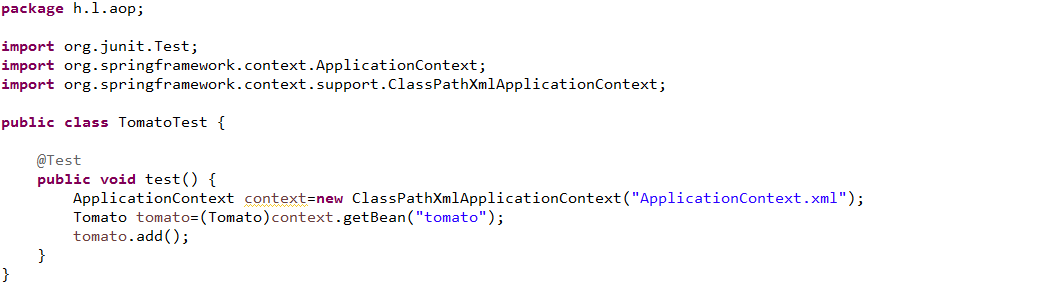 package h.l.aop;
import org.junit.Test;
import org.springframework.context.ApplicationContext;
import org.springframework.context.support.ClassPathXmlApplicationContext;
public class TomatoTest {
@Test
public void test() {
ApplicationContext context=new ClassPathXmlApplicationContext("ApplicationContext.xml");
Tomato tomato=(Tomato)context.getBean("tomato");
tomato.add();
}
}